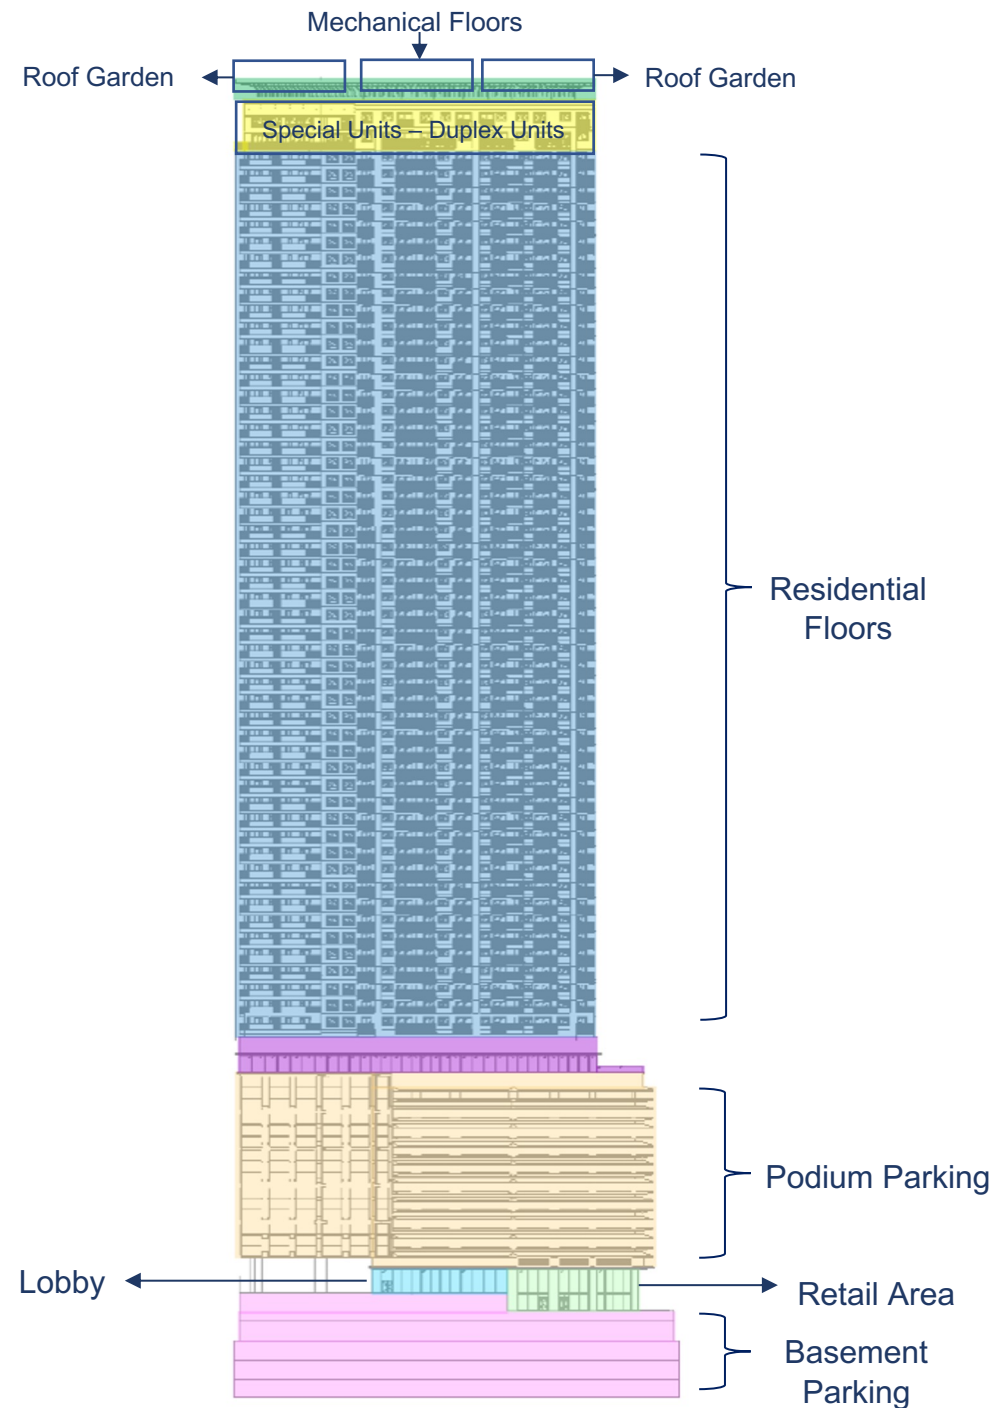 Mechanical Floors
Roof Garden
Roof Garden
Special Units – Duplex Units
Residential
Floors
Podium Parking
Lobby
Retail Area
Basement
Parking